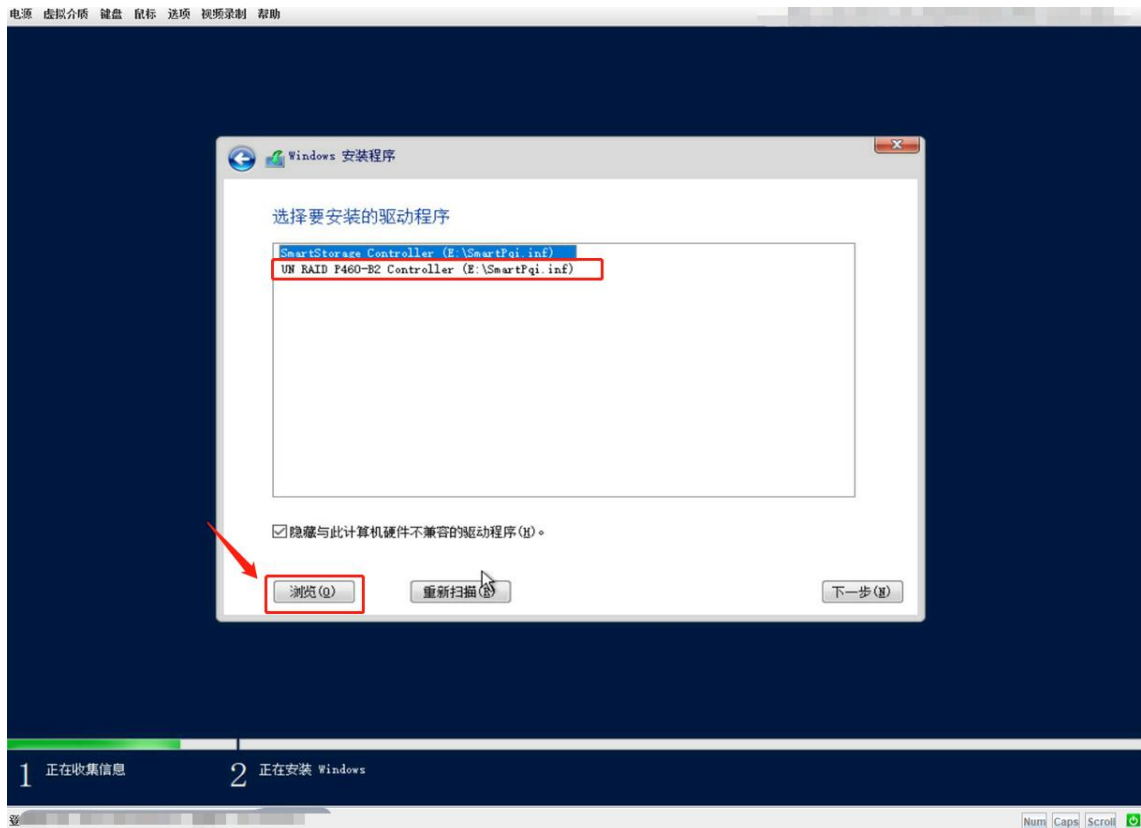 电源 虚拟介质 键盘 鼠标 选项 视频录制 帮助
Windows 安装程序
选择要安装的驱动程序
SmartStorage Controller (E:\SmartPqi.inf)
UN RAID P460-B2 Controller (E:\SmartPqi.inf)
隐藏与此计算机硬件不兼容的驱动程序(H)。
浏览(O) 重新扫描(R) 下一步(N)
1 正在收集信息 2 正在安装 Windows
登
Num Caps Scroll